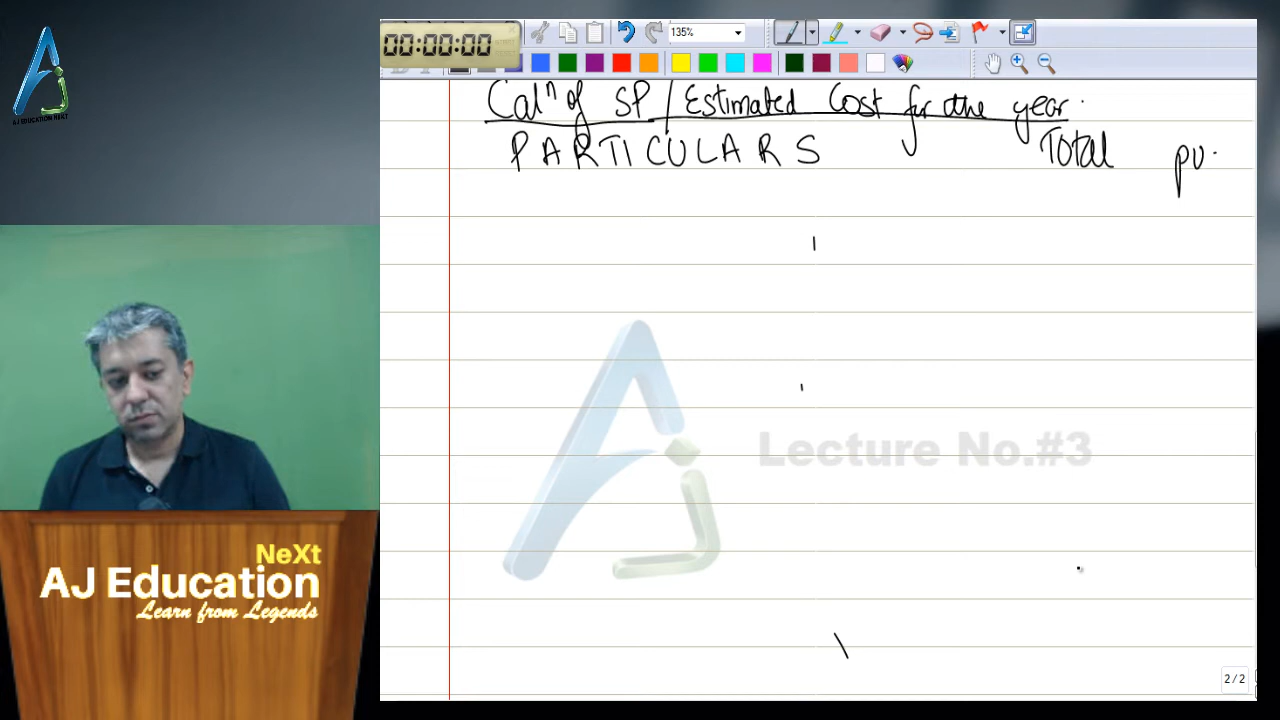 AJ EDUCATION NEXT
00:00:00
135%
Calⁿ of SP / Estimated Cost for the year.
PARTICULARS Total pu.
Lecture No.#3
NeXt
AJ Education
Learn from Legends
2/2